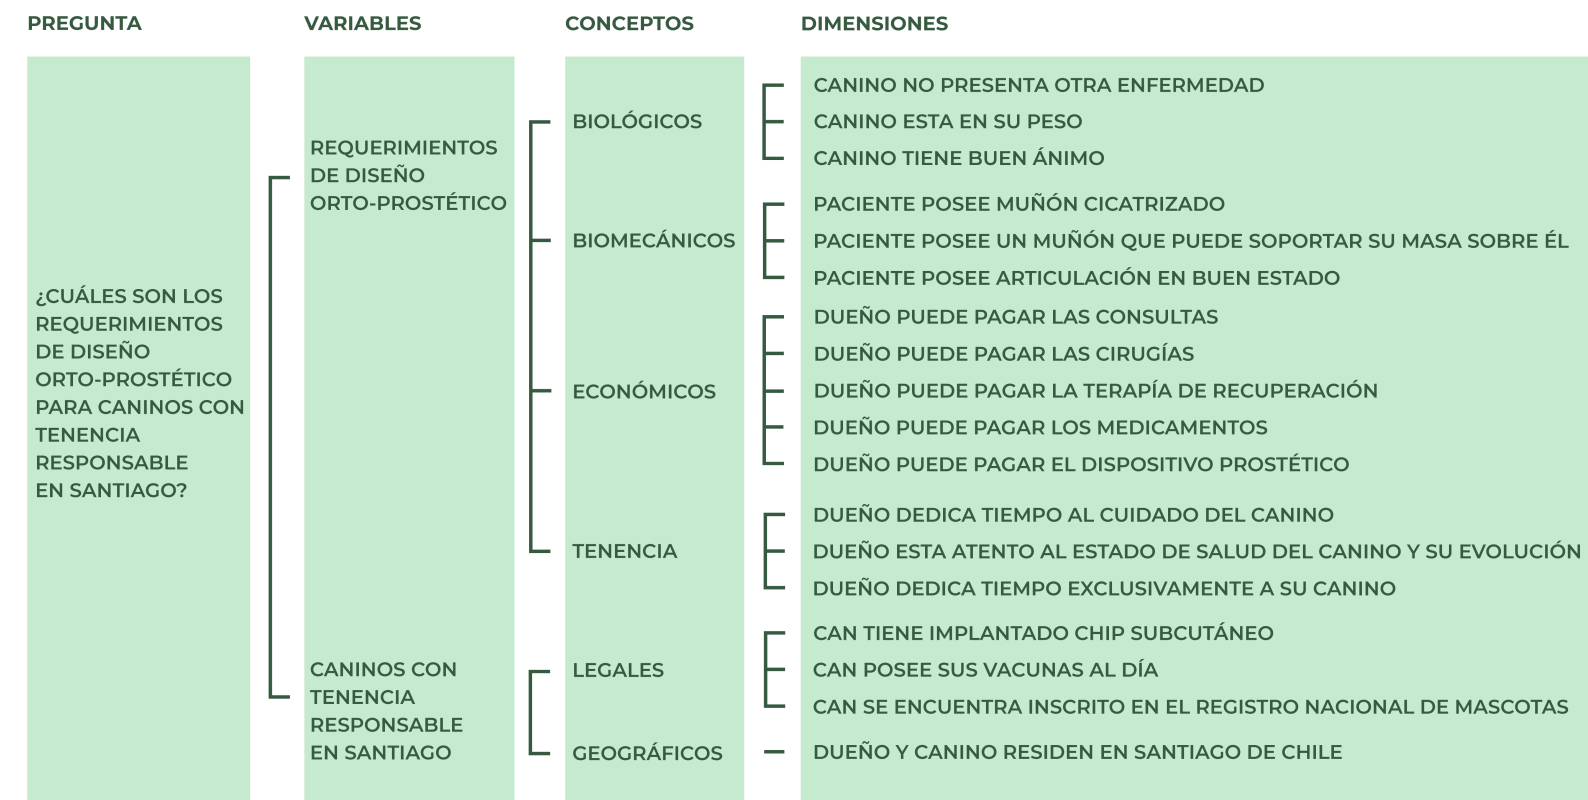 PREGUNTA
VARIABLES
CONCEPTOS
DIMENSIONES
¿CUÁLES SON LOS
REQUERIMIENTOS
DE DISEÑO
ORTO-PROSTÉTICO
PARA CANINOS CON
TENENCIA
RESPONSABLE
EN SANTIAGO?
REQUERIMIENTOS
DE DISEÑO
ORTO-PROSTÉTICO
BIOLÓGICOS
CANINO NO PRESENTA OTRA ENFERMEDAD
CANINO ESTA EN SU PESO
CANINO TIENE BUEN ÁNIMO
BIOMECÁNICOS
PACIENTE POSEE MUÑÓN CICATRIZADO
PACIENTE POSEE UN MUÑÓN QUE PUEDE SOPORTAR SU MASA SOBRE ÉL
PACIENTE POSEE ARTICULACIÓN EN BUEN ESTADO
ECONÓMICOS
DUEÑO PUEDE PAGAR LAS CONSULTAS
DUEÑO PUEDE PAGAR LAS CIRUGÍAS
DUEÑO PUEDE PAGAR LA TERAPÍA DE RECUPERACIÓN
DUEÑO PUEDE PAGAR LOS MEDICAMENTOS
DUEÑO PUEDE PAGAR EL DISPOSITIVO PROSTÉTICO
TENENCIA
DUEÑO DEDICA TIEMPO AL CUIDADO DEL CANINO
DUEÑO ESTA ATENTO AL ESTADO DE SALUD DEL CANINO Y SU EVOLUCIÓN
DUEÑO DEDICA TIEMPO EXCLUSIVAMENTE A SU CANINO
CANINOS CON
TENENCIA
RESPONSABLE
EN SANTIAGO
LEGALES
CAN TIENE IMPLANTADO CHIP SUBCUTÁNEO
CAN POSEE SUS VACUNAS AL DÍA
CAN SE ENCUENTRA INSCRITO EN EL REGISTRO NACIONAL DE MASCOTAS
GEOGRÁFICOS
DUEÑO Y CANINO RESIDEN EN SANTIAGO DE CHILE